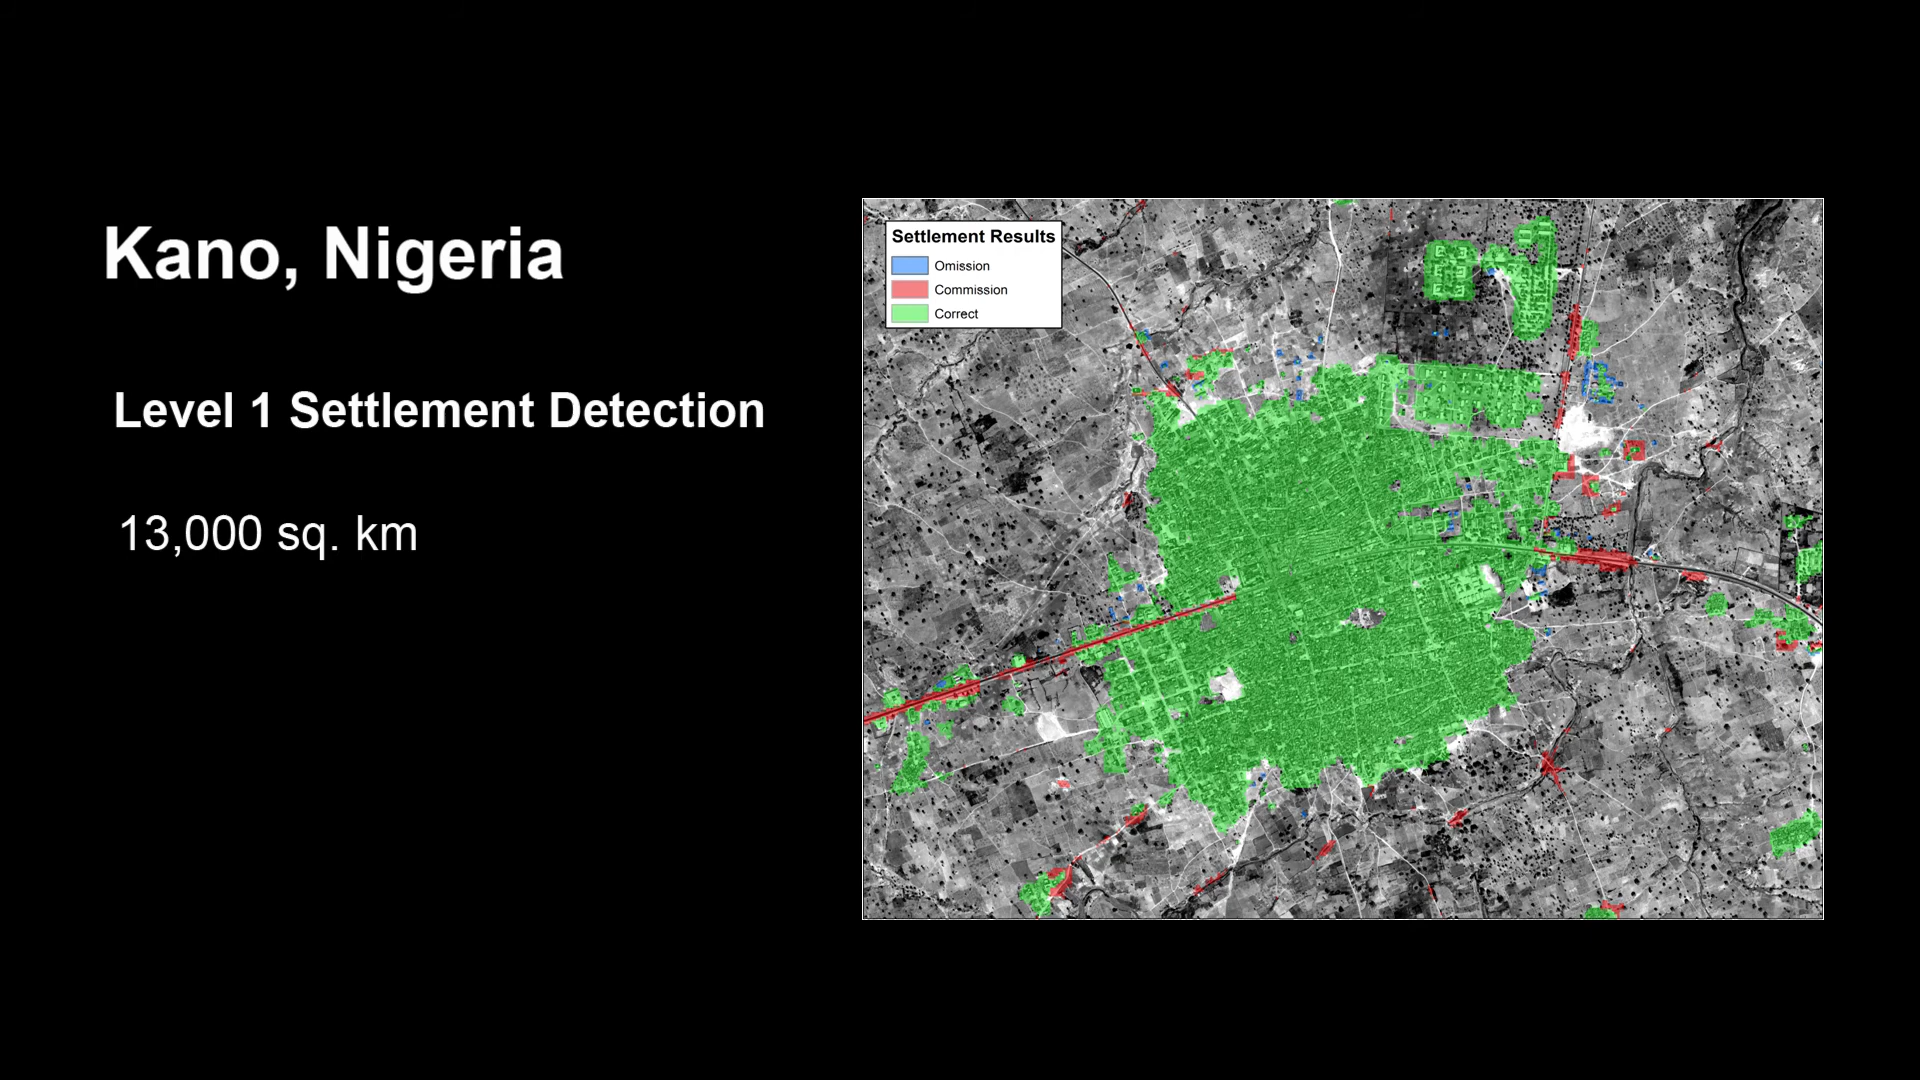 Kano, Nigeria
Level 1 Settlement Detection
13,000 sq. km
Settlement Results
Omission
Commission
Correct